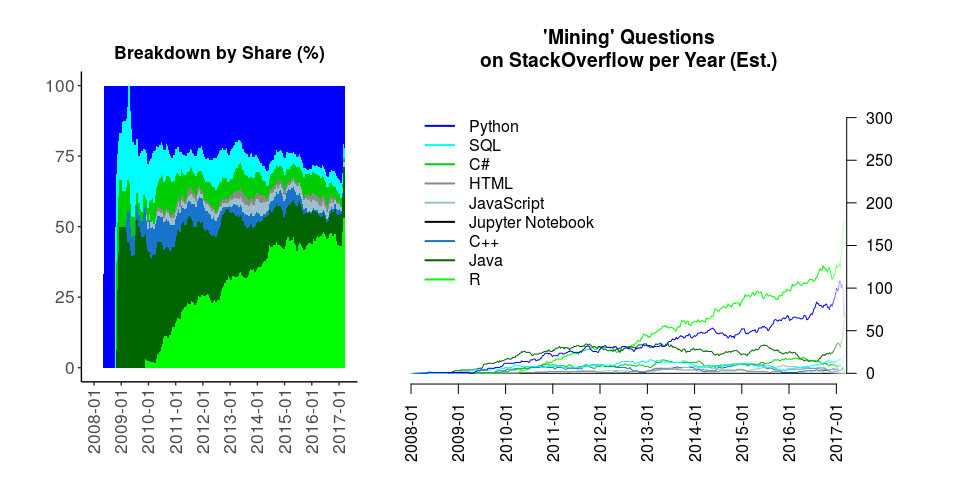 Breakdown by Share (%)
100
75
50
25
0
2008-01
2009-01
2010-01
2011-01
2012-01
2013-01
2014-01
2015-01
2016-01
2017-01
'Mining' Questions
on StackOverflow per Year (Est.)
Python
SQL
C#
HTML
JavaScript
Jupyter Notebook
C++
Java
R
300
250
200
150
100
50
0
2008-01
2009-01
2010-01
2011-01
2012-01
2013-01
2014-01
2015-01
2016-01
2017-01